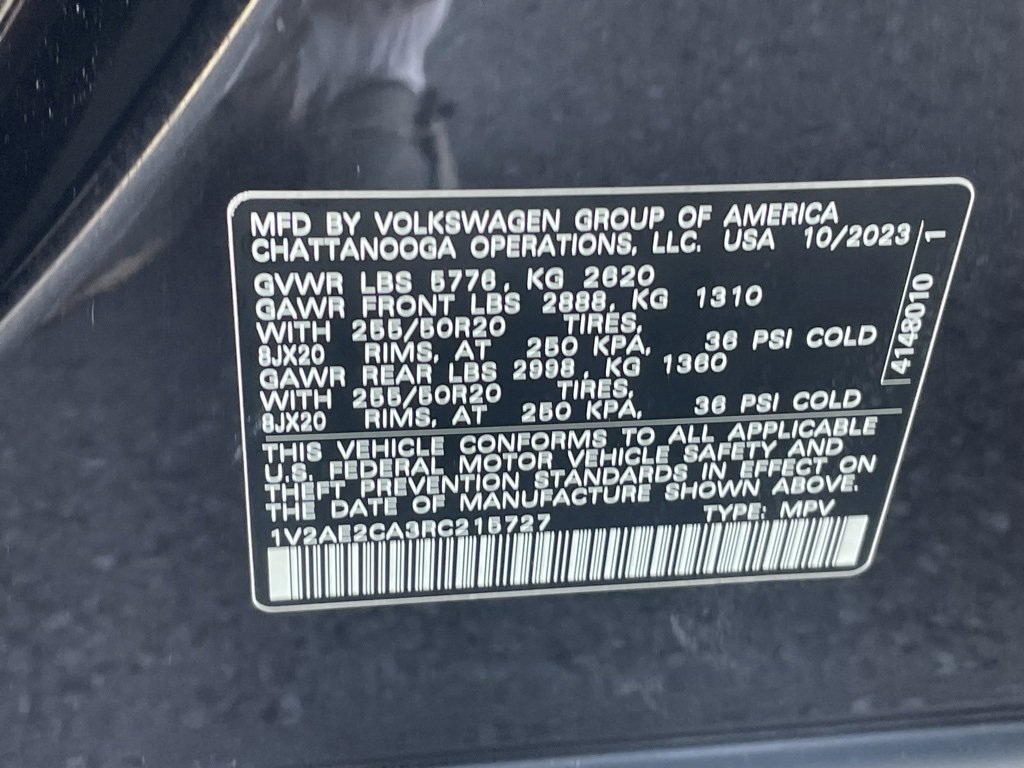 MFD BY VOLKSWAGEN GROUP OF AMERICA
CHATTANOOGA OPERATIONS, LLC. USA 10/2023
GVWR LBS 5776, KG 2620
GAWR FRONT LBS 2888, KG 1310
WITH 255/50R20 TIRES,
8JX20 RIMS, AT 250 KPA, 36 PSI COLD
GAWR REAR LBS 2998, KG 1360
WITH 255/50R20 TIRES,
8JX20 RIMS, AT 250 KPA, 36 PSI COLD
4148010 1
THIS VEHICLE CONFORMS TO ALL APPLICABLE
U.S. FEDERAL MOTOR VEHICLE SAFETY AND
THEFT PREVENTION STANDARDS IN EFFECT ON
THE DATE OF MANUFACTURE SHOWN ABOVE.
1V2AE2CA3RC215727 TYPE: MPV